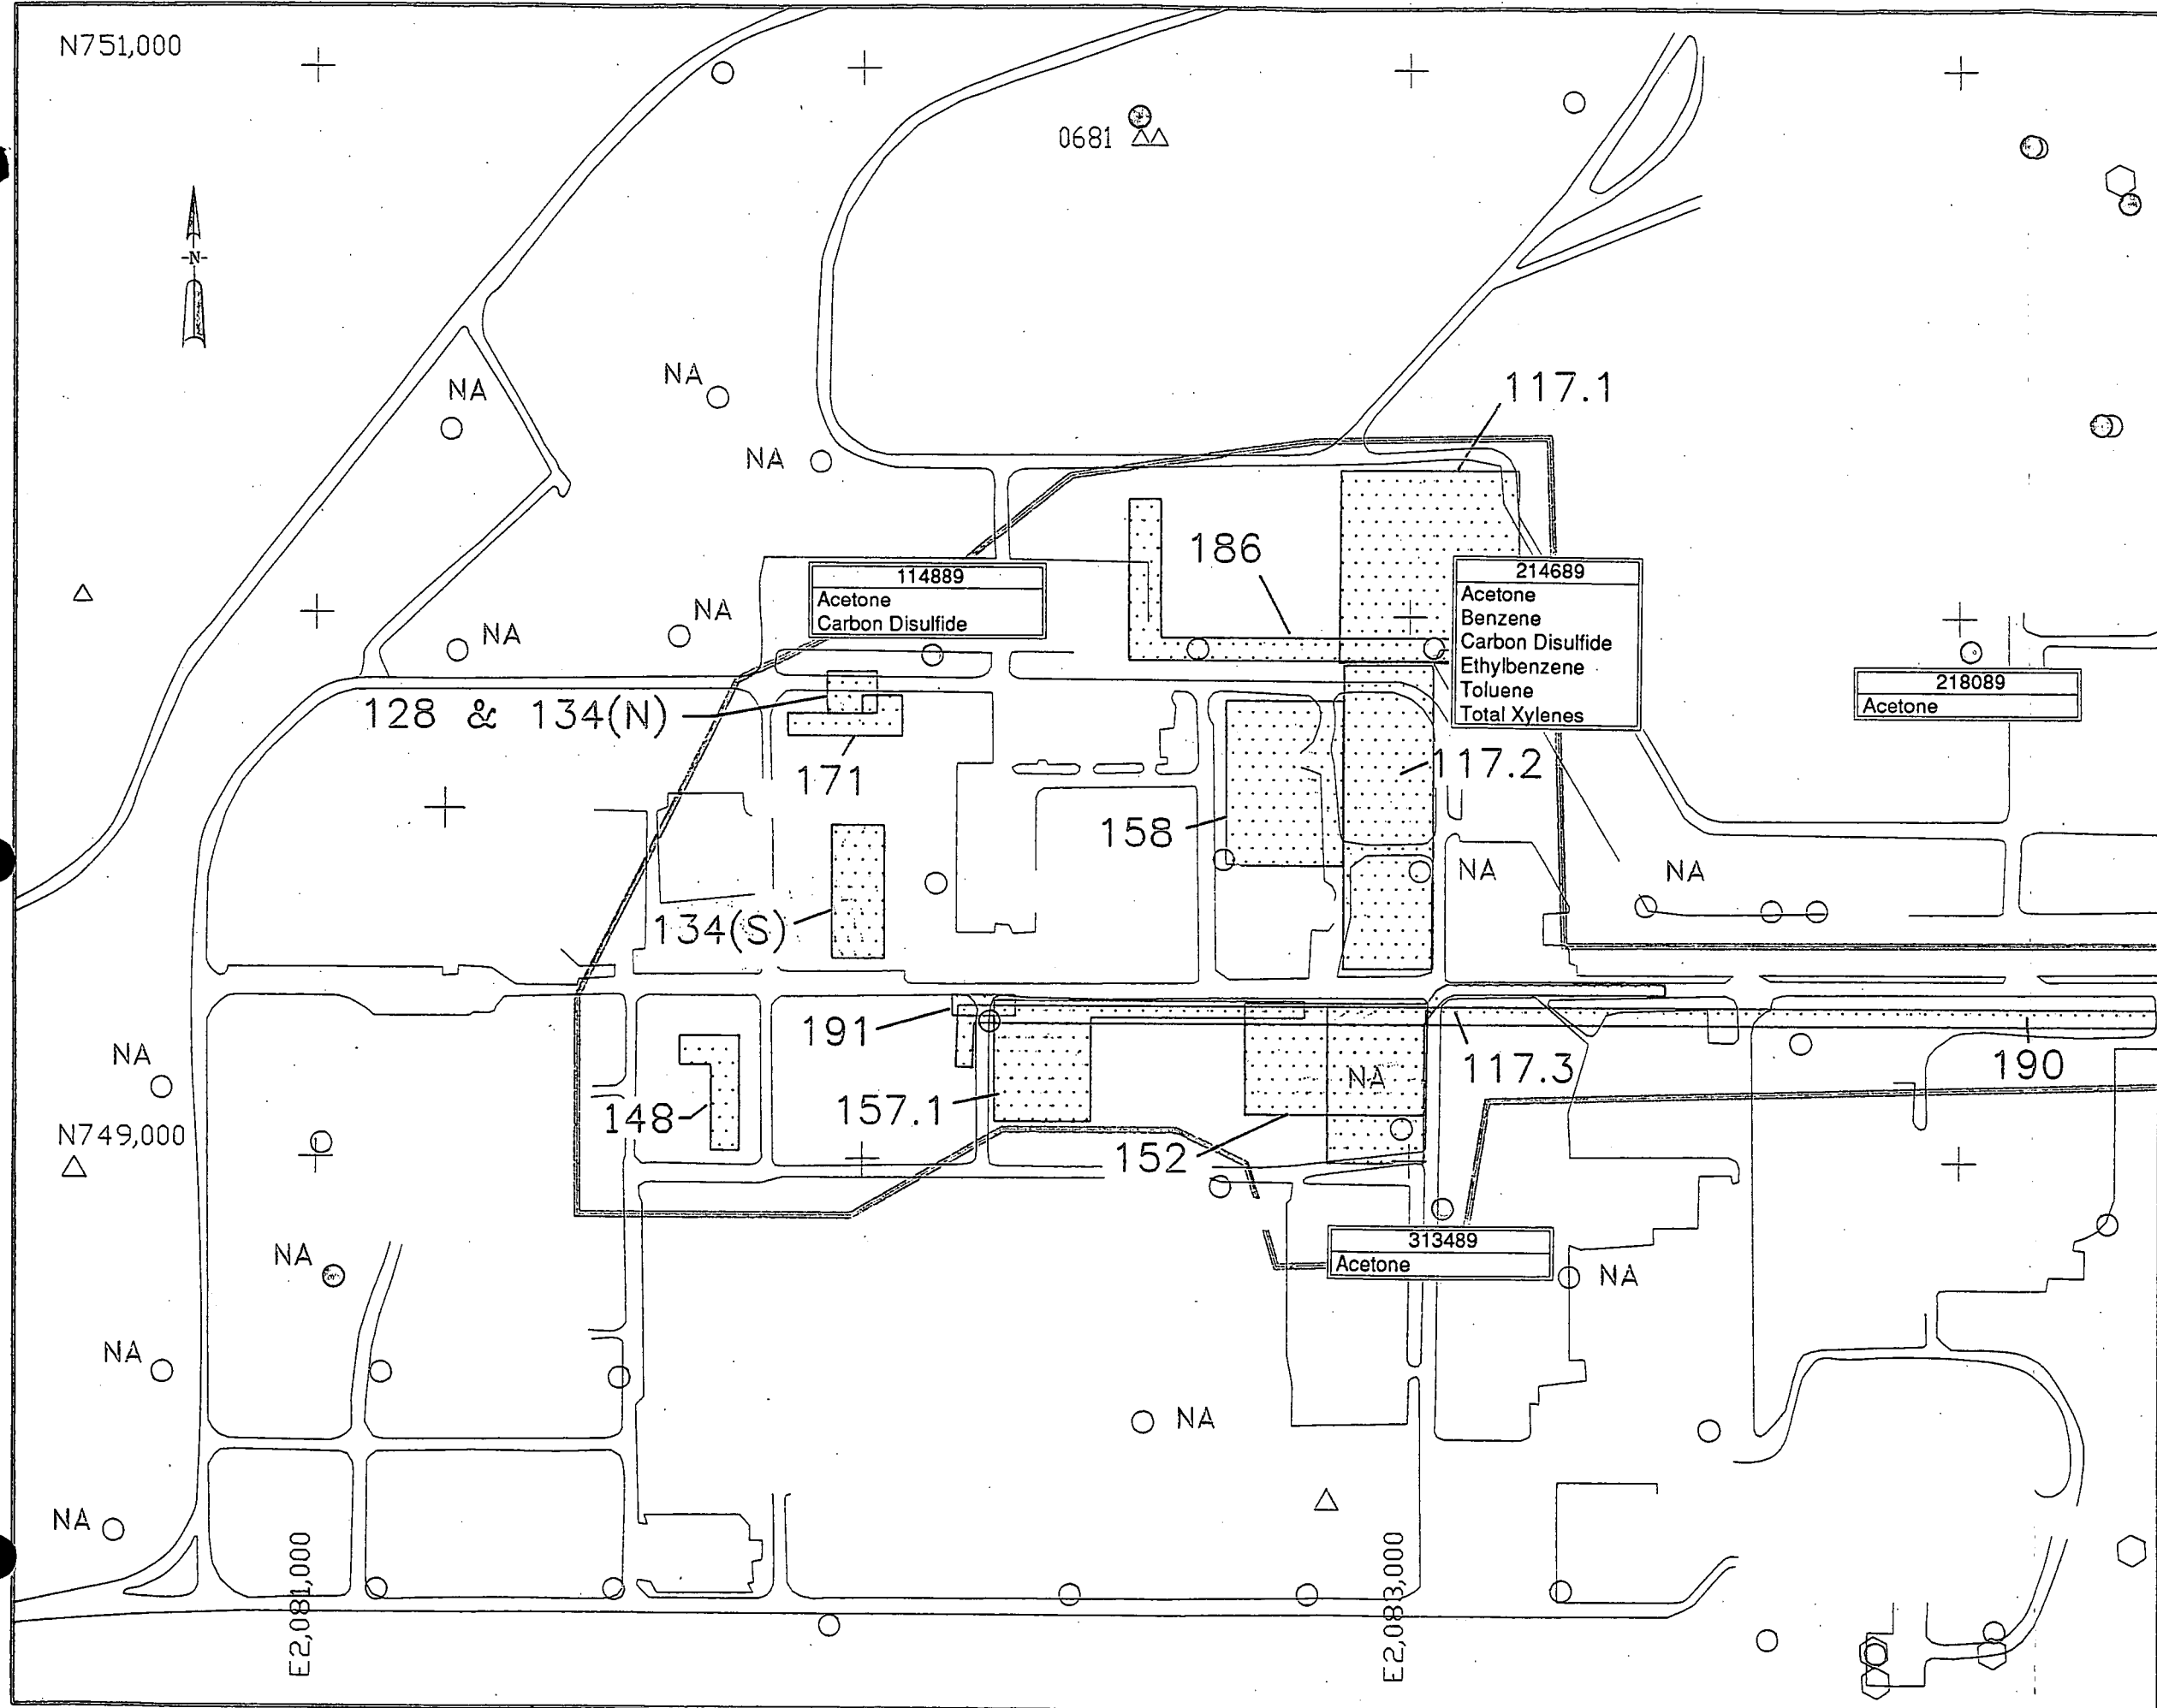 N751,000
0681
-N-
NA
NA
117.1
NA
186
114889
Acetone
Carbon Disulfide
214689
Acetone
Benzene
Carbon Disulfide
Ethylbenzene
Toluene
Total Xylenes
NA
NA
218089
Acetone
128 & 134(N)
171
117.2
158
NA
NA
134(S)
191
117.3
190
NA
NA
148
157.1
N749,000
152
313489
Acetone
NA
NA
NA
NA
NA
E2,081,000
E2,083,000